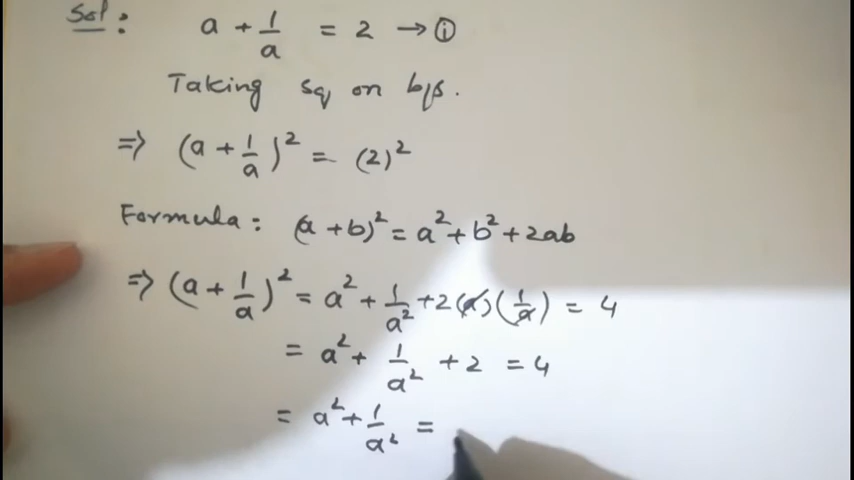 Sol: a + 1/a = 2 → ①
Taking sq on b/s.
⇒ (a + 1/a)² = (2)²
Formula: (a + b)² = a² + b² + 2ab
⇒ (a + 1/a)² = a² + 1/a² + 2(a)(1/a) = 4
= a² + 1/a² + 2 = 4
= a² + 1/a² =